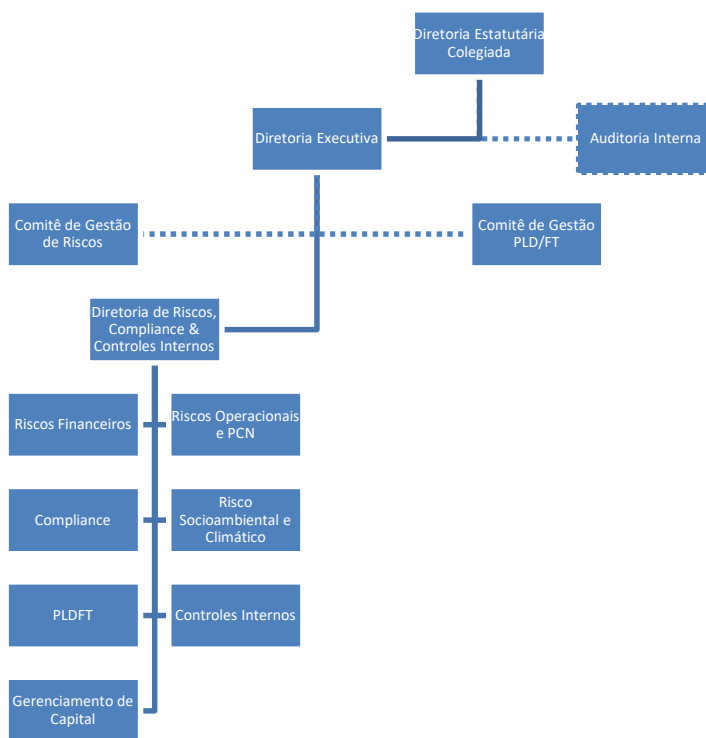 Diretoria Estatutária
Colegiada
Diretoria Executiva
Auditoria Interna
Comitê de Gestão
de Riscos
Comitê de Gestão
PLD/FT
Diretoria de Riscos,
Compliance &
Controles Internos
Riscos Financeiros
Riscos Operacionais
e PCN
Compliance
Risco
Socioambiental e
Climático
PLDFT
Controles Internos
Gerenciamento de
Capital